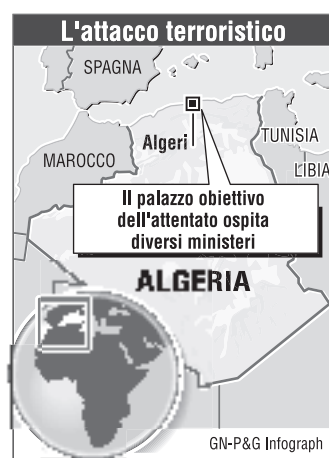 L'attacco terroristico
SPAGNA
Algeri
TUNISIA
MAROCCO
LIBIA
Il palazzo obiettivo
dell'attentato ospita
diversi ministeri
ALGERIA
GN-P&G Infograph